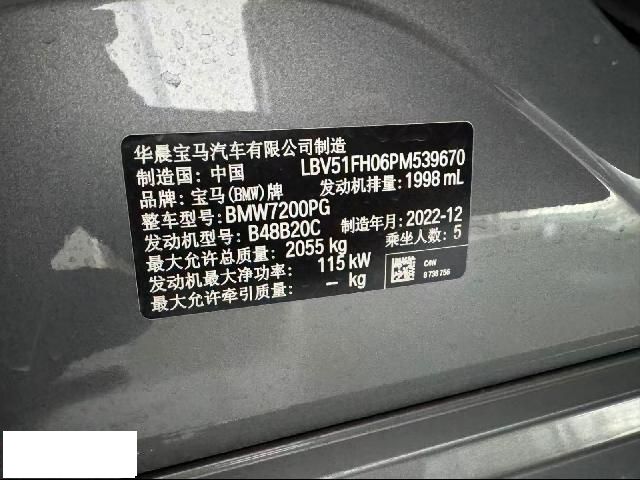 华晨宝马汽车有限公司制造
制造国: 中国 LBV51FH06PM539670
品牌: 宝马(BMW)牌 发动机排量: 1998 mL
整车型号: BMW7200PG
发动机型号: B48B20C 制造年月: 2022-12
最大允许总质量: 2055 kg 乘坐人数: 5
发动机最大净功率: 115 kW
最大允许牵引质量: – kg
8 738 756